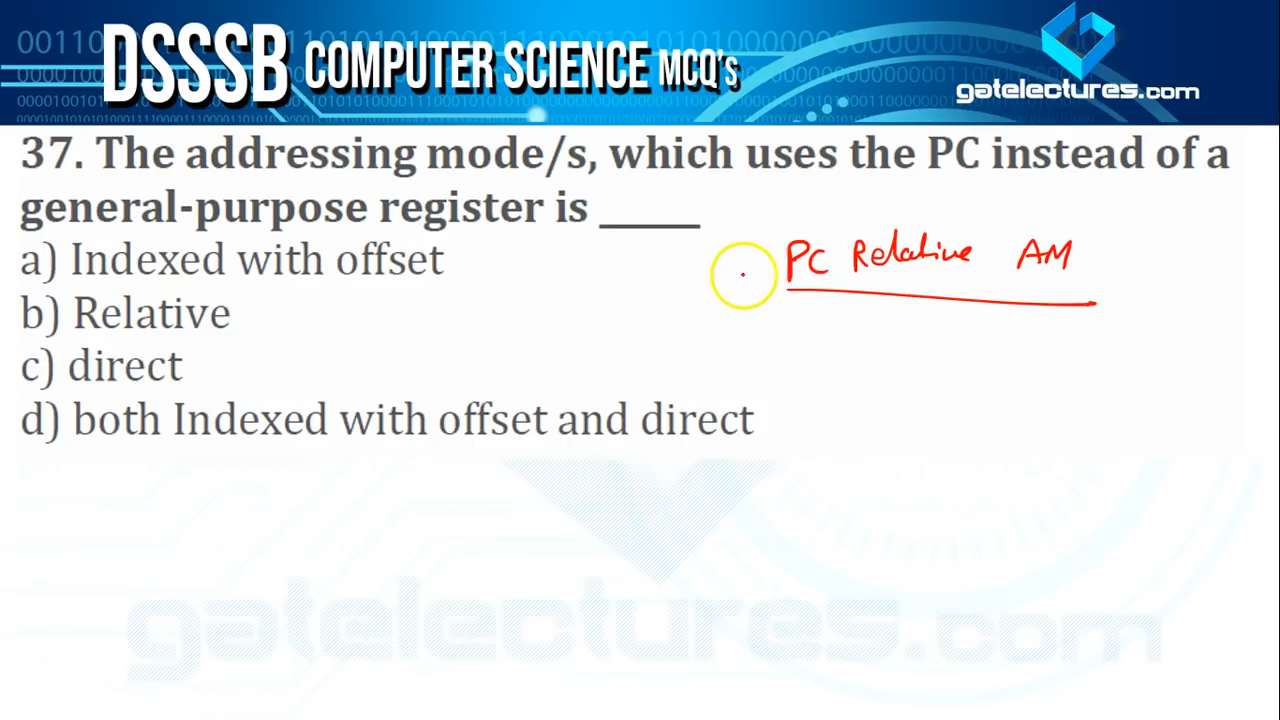 DSSSB COMPUTER SCIENCE MCQ's
gatelectures.com
37. The addressing mode/s, which uses the PC instead of a
general-purpose register is _____
a) Indexed with offset
PC Relative AM
b) Relative
c) direct
d) both Indexed with offset and direct
gatelectures.com